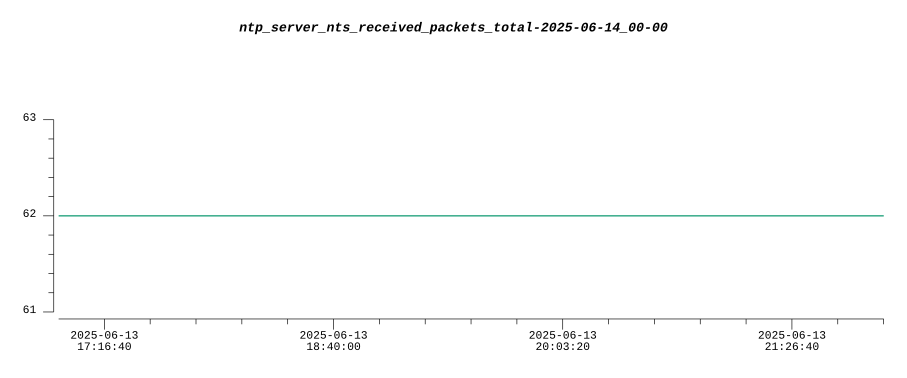 ntp_server_nts_received_packets_total-2025-06-14_00-00
63
62
61
2025-06-13 2025-06-13 2025-06-13 2025-06-13
17:16:40 18:40:00 20:03:20 21:26:40